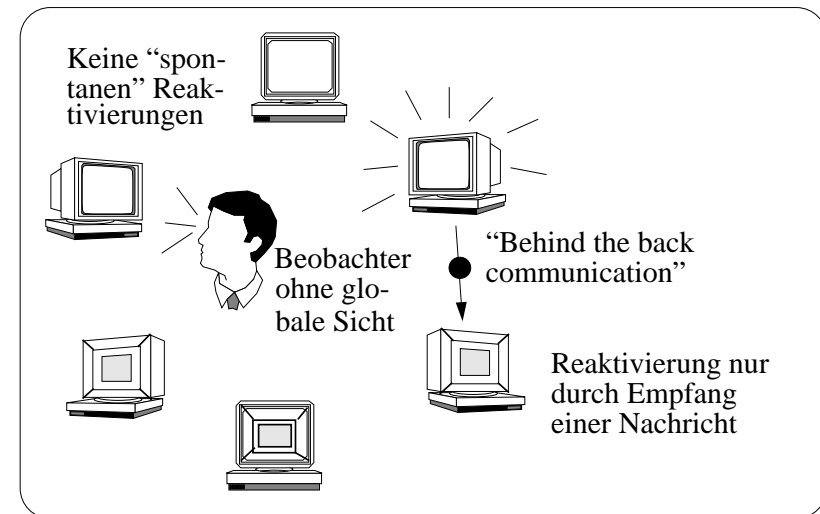 Keine “spon-
tanen” Reak-
tivierungen
Beobachter
ohne glo-
bale Sicht
“Behind the back
communication”
Reaktivierung nur
durch Empfang
einer Nachricht